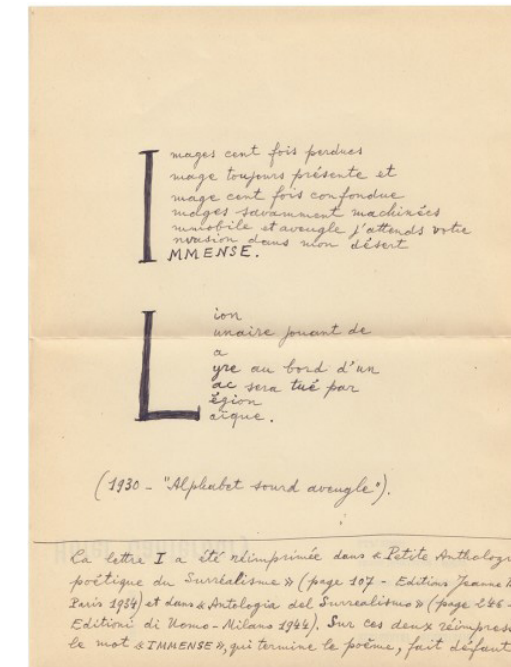 I
mages cent fois perdues
mage toujours présente et
mage cent fois confondue
mages savamment machinées
mmobile et aveugle j'attends votre
nvasion dans mon désert
MMENSE.
L
ion
unaire jouant de
a
yre au bord d'un
ac sera tué par
égion
aïque.
(1930 - "Alphabet sourd aveugle").
La lettre I a été réimprimée dans « Petite Anthologi
poétique du Surréalisme » (page 107 - Editions Jeanne
Paris 1934) et dans « Antologia del Surrealismo » (page 246 -
Editioni di Uomo - Milano 1944). Sur ces deux réimpress
le mot « IMMENSE », qui termine le poème, fait défaut